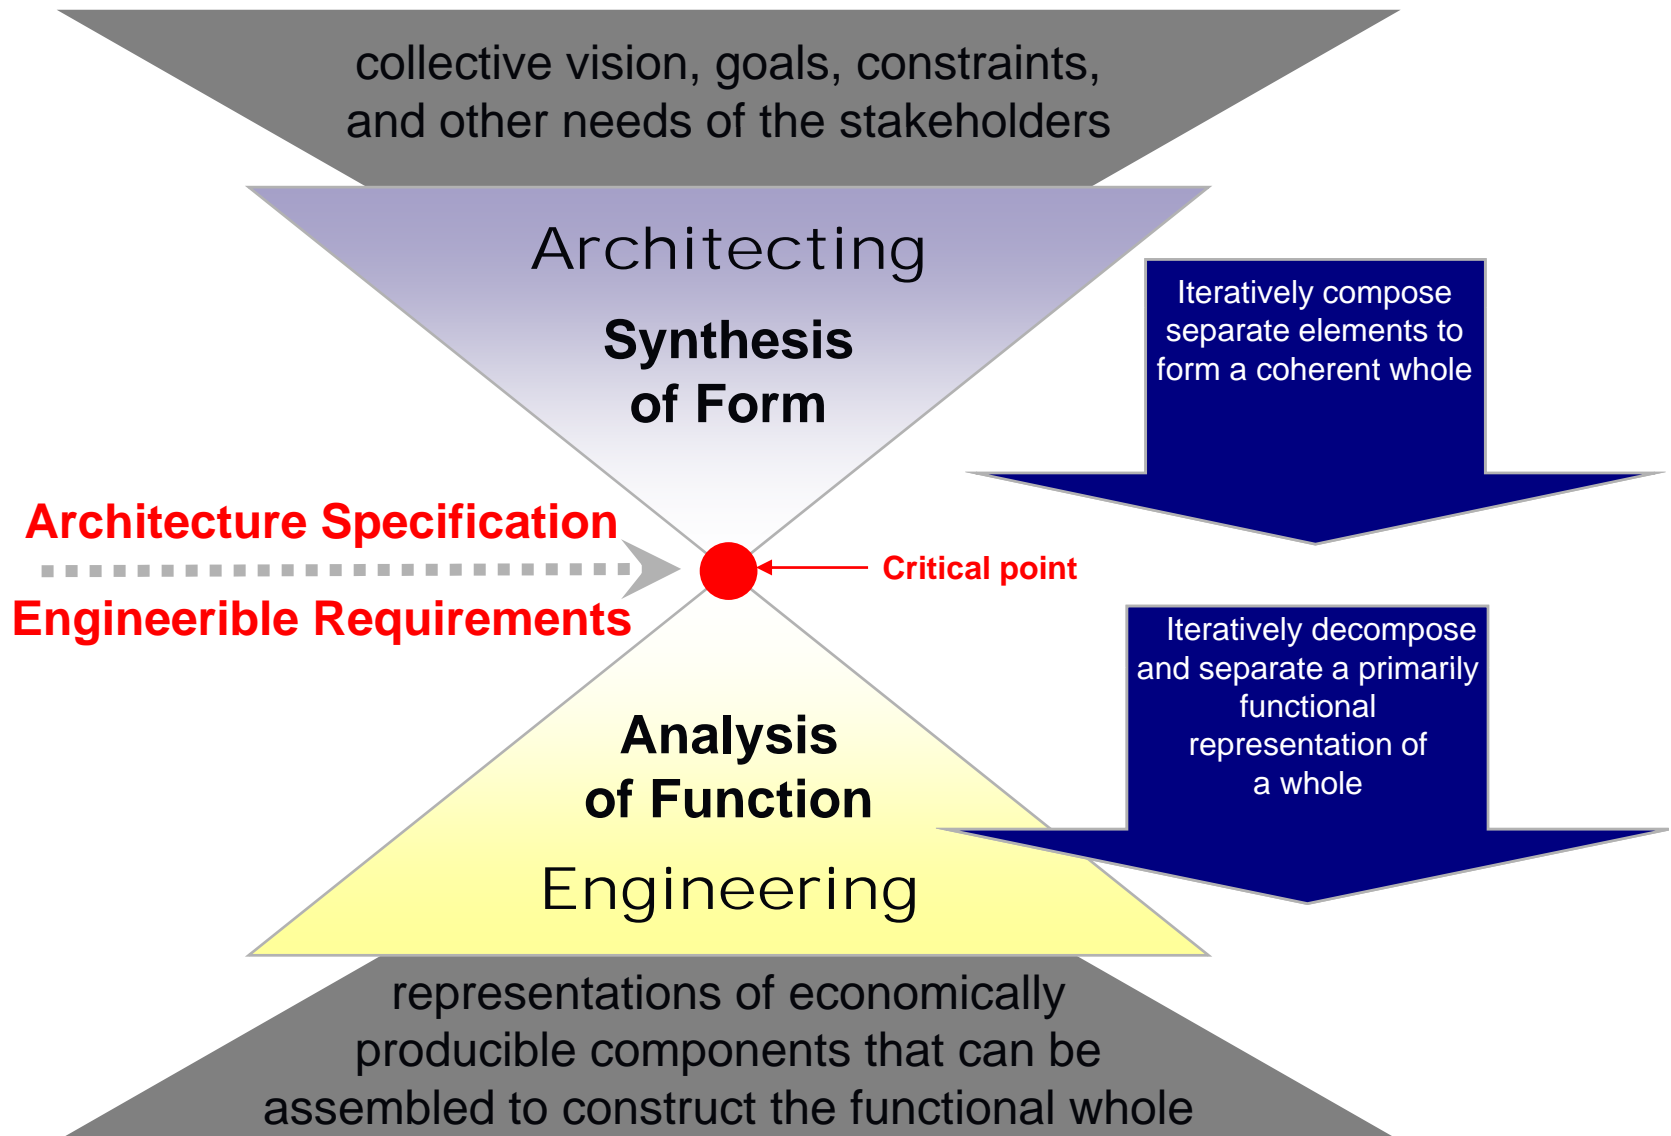 collective vision, goals, constraints,
and other needs of the stakeholders
Architecting
Synthesis
of Form
Iteratively compose
separate elements to
form a coherent whole
Architecture Specification
Engineerible Requirements
Critical point
Iteratively decompose
and separate a primarily
functional
representation of
a whole
Analysis
of Function
Engineering
representations of economically
producible components that can be
assembled to construct the functional whole